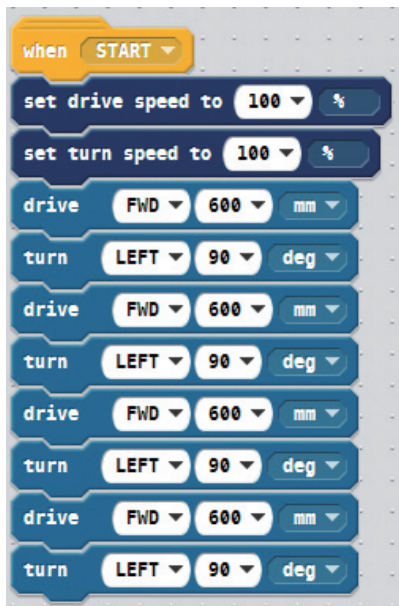 when START
set drive speed to 100 %
set turn speed to 100 %
drive FWD 600 mm
turn LEFT 90 deg
drive FWD 600 mm
turn LEFT 90 deg
drive FWD 600 mm
turn LEFT 90 deg
drive FWD 600 mm
turn LEFT 90 deg